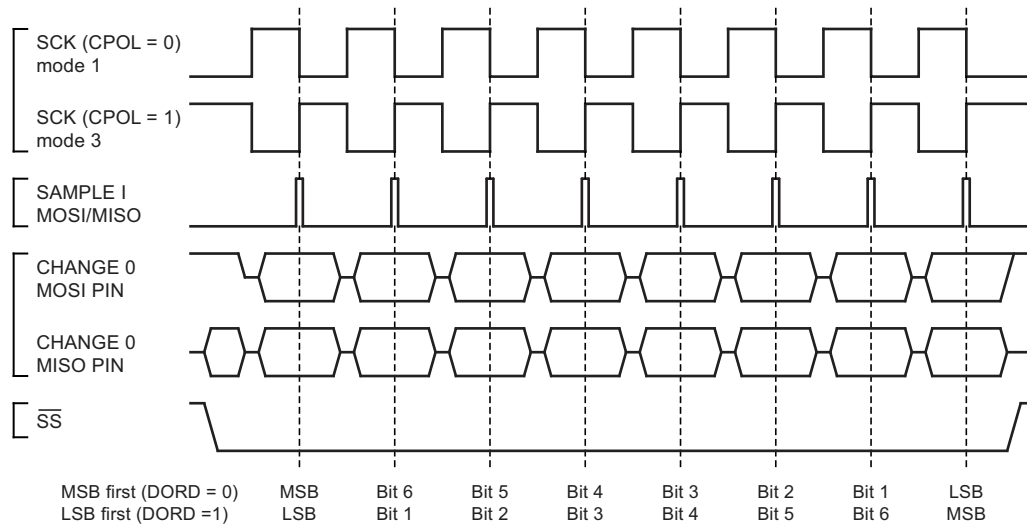 SCK (CPOL = 0)
mode 1
SCK (CPOL = 1)
mode 3
SAMPLE I
MOSI/MISO
CHANGE 0
MOSI PIN
CHANGE 0
MISO PIN
SS
MSB first (DORD = 0) MSB Bit 6 Bit 5 Bit 4 Bit 3 Bit 2 Bit 1 LSB
LSB first (DORD =1) LSB Bit 1 Bit 2 Bit 3 Bit 4 Bit 5 Bit 6 MSB